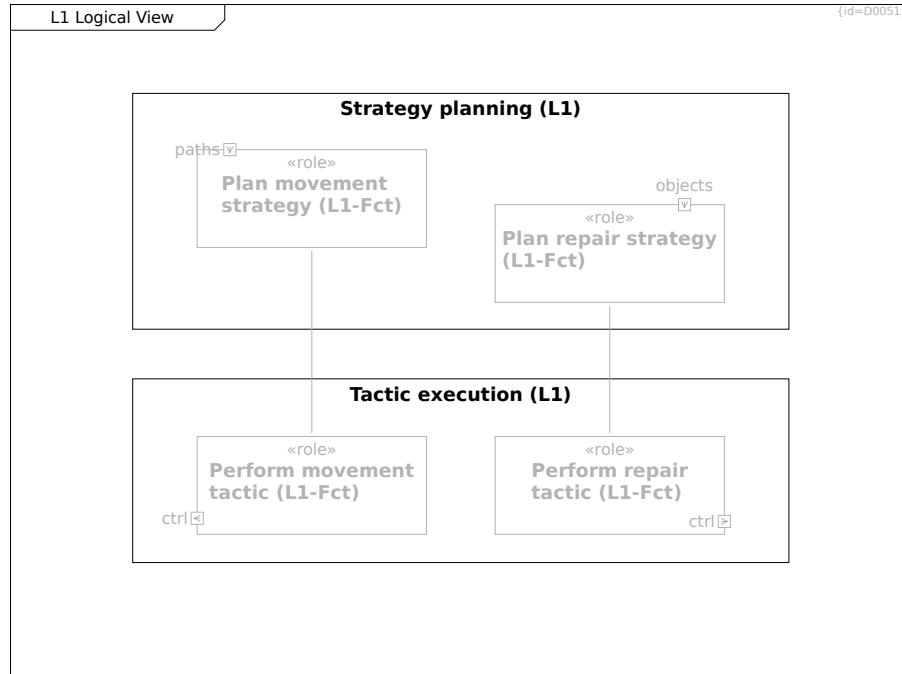 L1 Logical View
{id=D0051
Strategy planning (L1)
paths
«role»
Plan movement
strategy (L1-Fct)
objects
«role»
Plan repair strategy
(L1-Fct)
Tactic execution (L1)
«role»
Perform movement
tactic (L1-Fct)
ctrl
«role»
Perform repair
tactic (L1-Fct)
ctrl